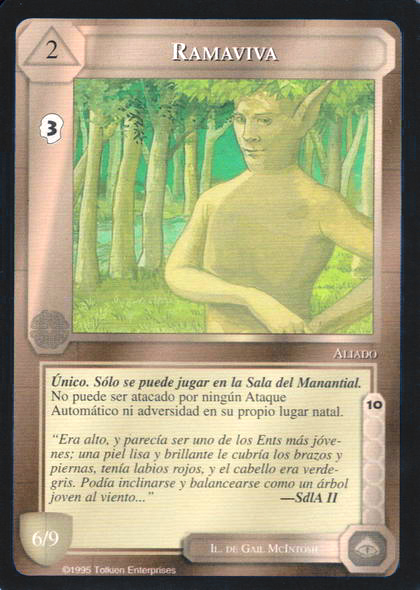 2
RAMAVIVA
3
ALIADO
Único. Sólo se puede jugar en la Sala del Manantial.
No puede ser atacado por ningún Ataque
Automático ni adversidad en su propio lugar natal.
10
“Era alto, y parecía ser uno de los Ents más jóve-
nes; una piel lisa y brillante le cubría los brazos y
piernas, tenía labios rojos, y el cabello era verde-
gris. Podía inclinarse y balancearse como un árbol
joven al viento...” —SdlA II
6/9
IL. DE GAIL MCINTOSH
©1995 Tolkien Enterprises